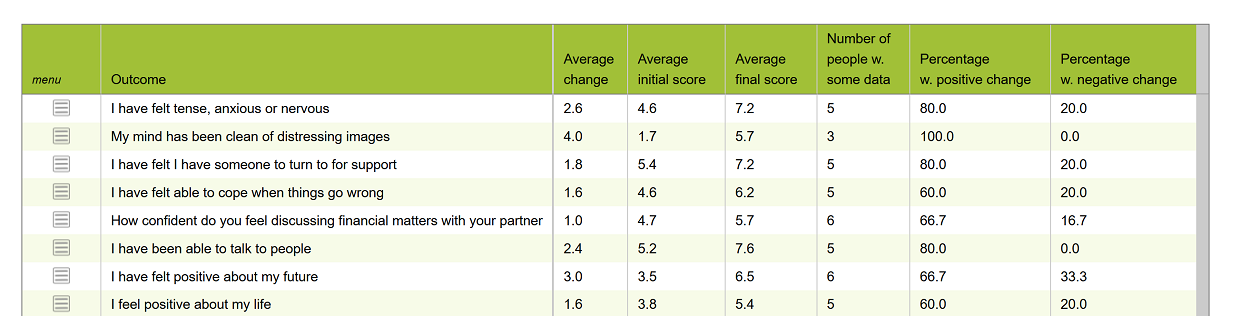 menu Outcome Average change Average initial score Average final score Number of people w. some data Percentage w. positive change Percentage w. negative change
I have felt tense, anxious or nervous 2.6 4.6 7.2 5 80.0 20.0
My mind has been clean of distressing images 4.0 1.7 5.7 3 100.0 0.0
I have felt I have someone to turn to for support 1.8 5.4 7.2 5 80.0 20.0
I have felt able to cope when things go wrong 1.6 4.6 6.2 5 60.0 20.0
How confident do you feel discussing financial matters with your partner 1.0 4.7 5.7 6 66.7 16.7
I have been able to talk to people 2.4 5.2 7.6 5 80.0 0.0
I have felt positive about my future 3.0 3.5 6.5 6 66.7 33.3
I feel positive about my life 1.6 3.8 5.4 5 60.0 20.0